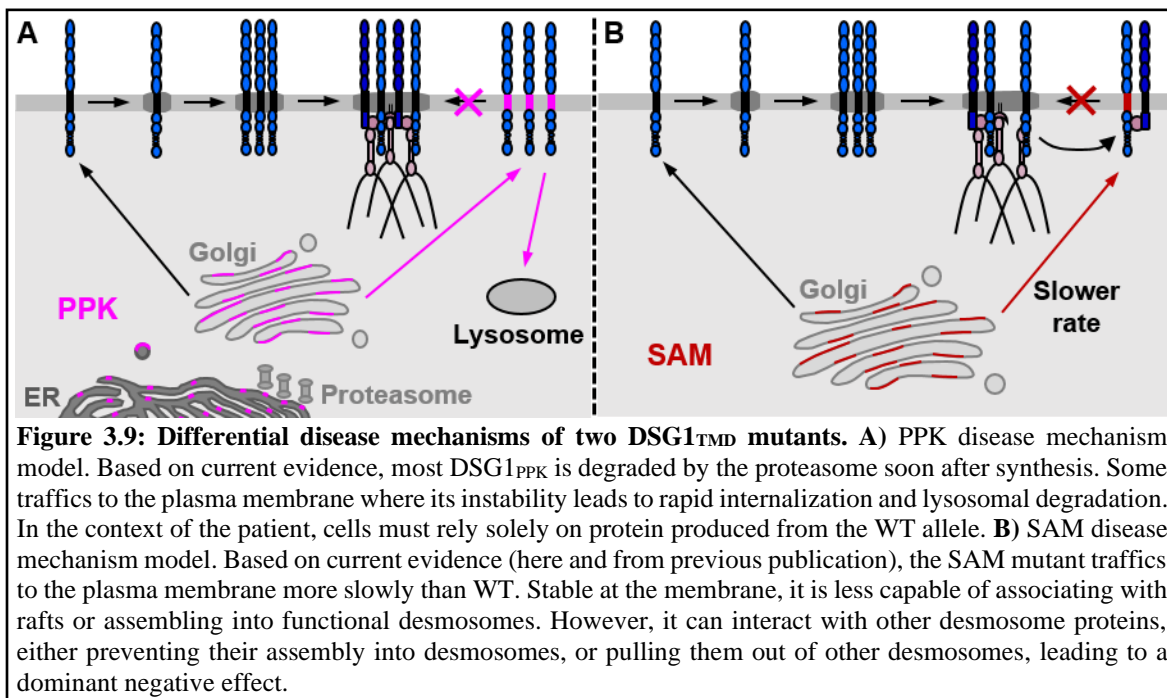 A
B
Golgi
PPK
Lysosome
ER
Proteasome
Golgi
Slower
rate
SAM
Figure 3.9: Differential disease mechanisms of two DSG1TMD mutants. A) PPK disease mechanism
model. Based on current evidence, most DSG1PPK is degraded by the proteasome soon after synthesis. Some
traffics to the plasma membrane where its instability leads to rapid internalization and lysosomal degradation.
In the context of the patient, cells must rely solely on protein produced from the WT allele. B) SAM disease
mechanism model. Based on current evidence (here and from previous publication), the SAM mutant traffics
to the plasma membrane more slowly than WT. Stable at the membrane, it is less capable of associating with
rafts or assembling into functional desmosomes. However, it can interact with other desmosome proteins,
either preventing their assembly into desmosomes, or pulling them out of other desmosomes, leading to a
dominant negative effect.